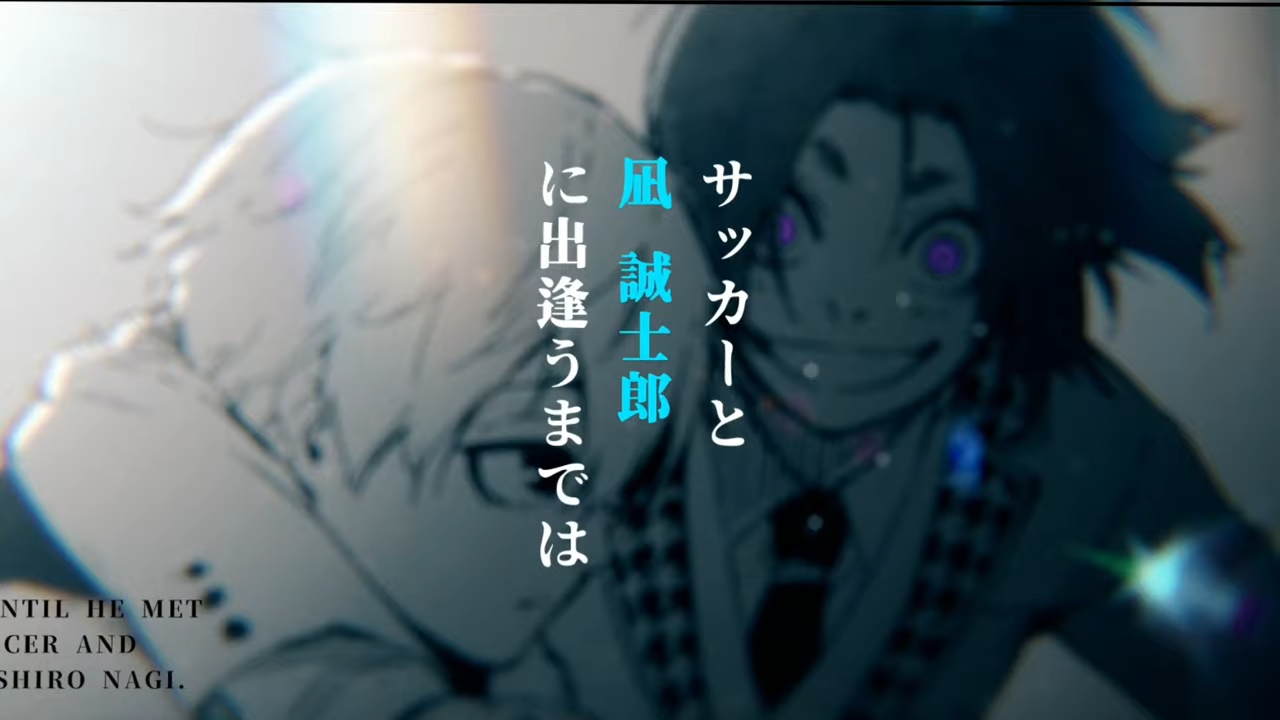 サッカーと
凪 誠士郎
に出逢うまでは
NTIL HE MET
CER AND
SHIRO NAGI.